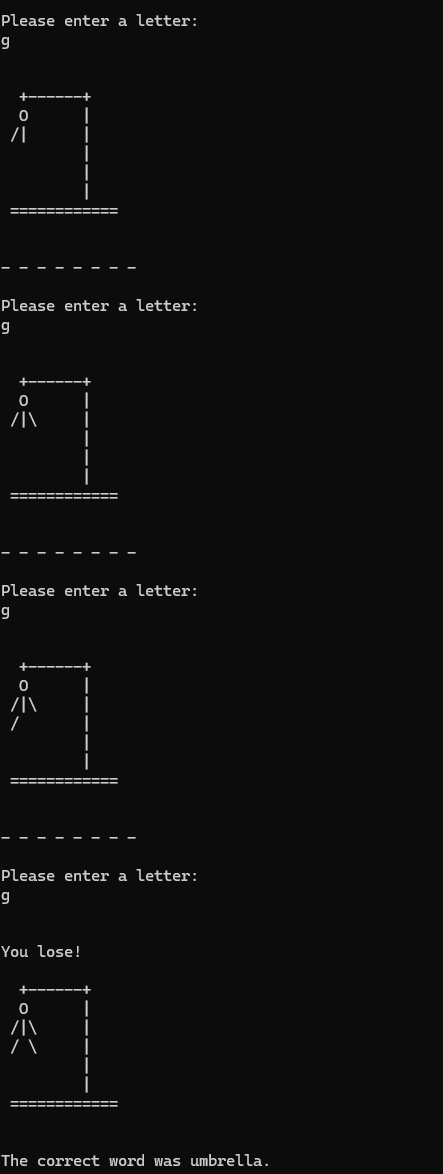 Please enter a letter:
g
  +------+
  O      |
 /|      |
         |
         |
         |
 ============
_ _ _ _ _ _ _ _
Please enter a letter:
g
  +------+
  O      |
 /|\     |
         |
         |
         |
 ============
_ _ _ _ _ _ _ _
Please enter a letter:
g
  +------+
  O      |
 /|\     |
 /       |
         |
         |
 ============
_ _ _ _ _ _ _ _
Please enter a letter:
g
You lose!
  +------+
  O      |
 /|\     |
 / \     |
         |
         |
 ============
The correct word was umbrella.